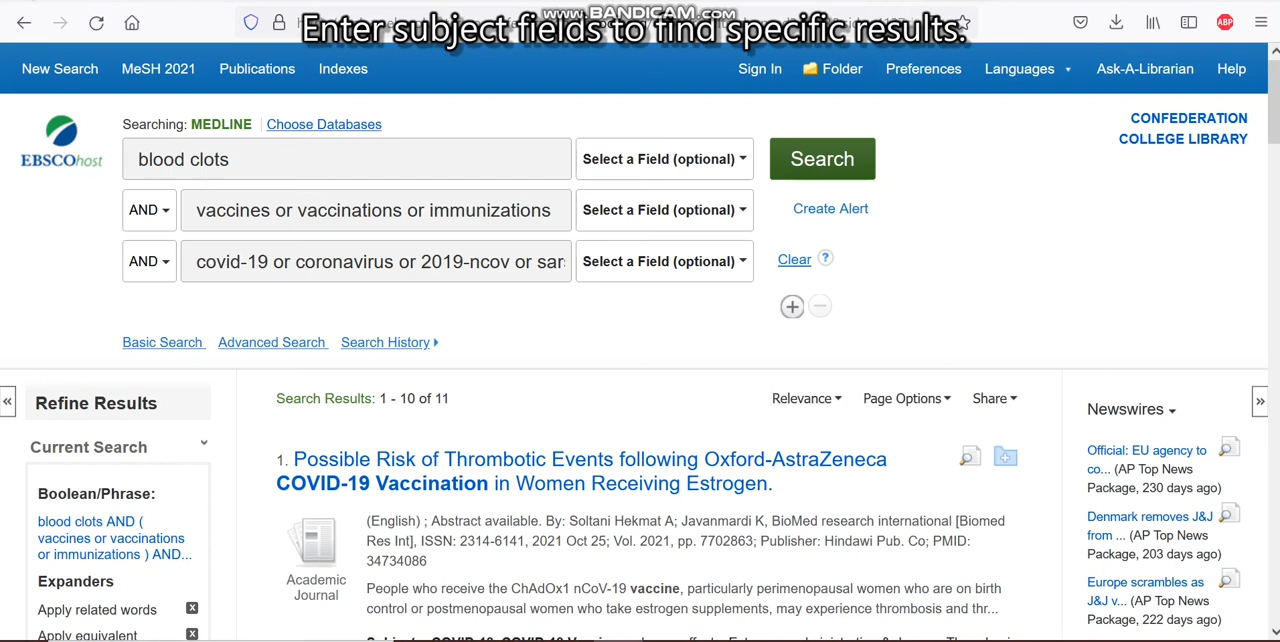 www.BANDICAM.com
Enter subject fields to find specific results.
ABP
New Search MeSH 2021 Publications Indexes Sign In Folder Preferences Languages Ask-A-Librarian Help
Searching: MEDLINE Choose Databases
CONFEDERATION
COLLEGE LIBRARY
EBSCOhost
blood clots Select a Field (optional) Search
AND vaccines or vaccinations or immunizations Select a Field (optional) Create Alert
AND covid-19 or coronavirus or 2019-ncov or sar Select a Field (optional) Clear ?
Basic Search Advanced Search Search History
Refine Results
Search Results: 1 - 10 of 11 Relevance Page Options Share
Newswires
Current Search
Boolean/Phrase:
blood clots AND (
vaccines or vaccinations
or immunizations ) AND...
Expanders
Apply related words
Apply equivalent
1. Possible Risk of Thrombotic Events following Oxford-AstraZeneca
COVID-19 Vaccination in Women Receiving Estrogen.
Academic
Journal
(English) ; Abstract available. By: Soltani Hekmat A; Javanmardi K, BioMed research international [Biomed
Res Int], ISSN: 2314-6141, 2021 Oct 25; Vol. 2021, pp. 7702863; Publisher: Hindawi Pub. Co; PMID:
34734086
People who receive the ChAdOx1 nCoV-19 vaccine, particularly perimenopausal women who are on birth
control or postmenopausal women who take estrogen supplements, may experience thrombosis and thr...
Official: EU agency to
co... (AP Top News
Package, 230 days ago)
Denmark removes J&J
from ... (AP Top News
Package, 203 days ago)
Europe scrambles as
J&J v... (AP Top News
Package, 222 days ago)